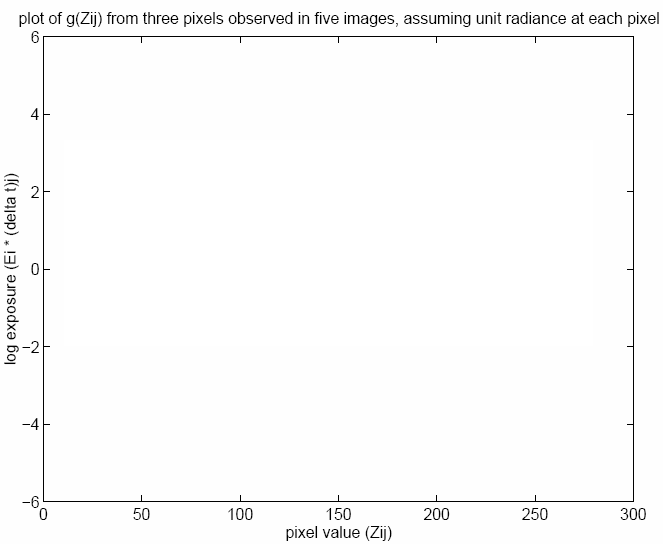 plot of g(Zij) from three pixels observed in five images, assuming unit radiance at each pixel
6
4
2
0
−2
−4
−6
log exposure (Ei * (delta t)j)
0 50 100 150 200 250 300
pixel value (Zij)